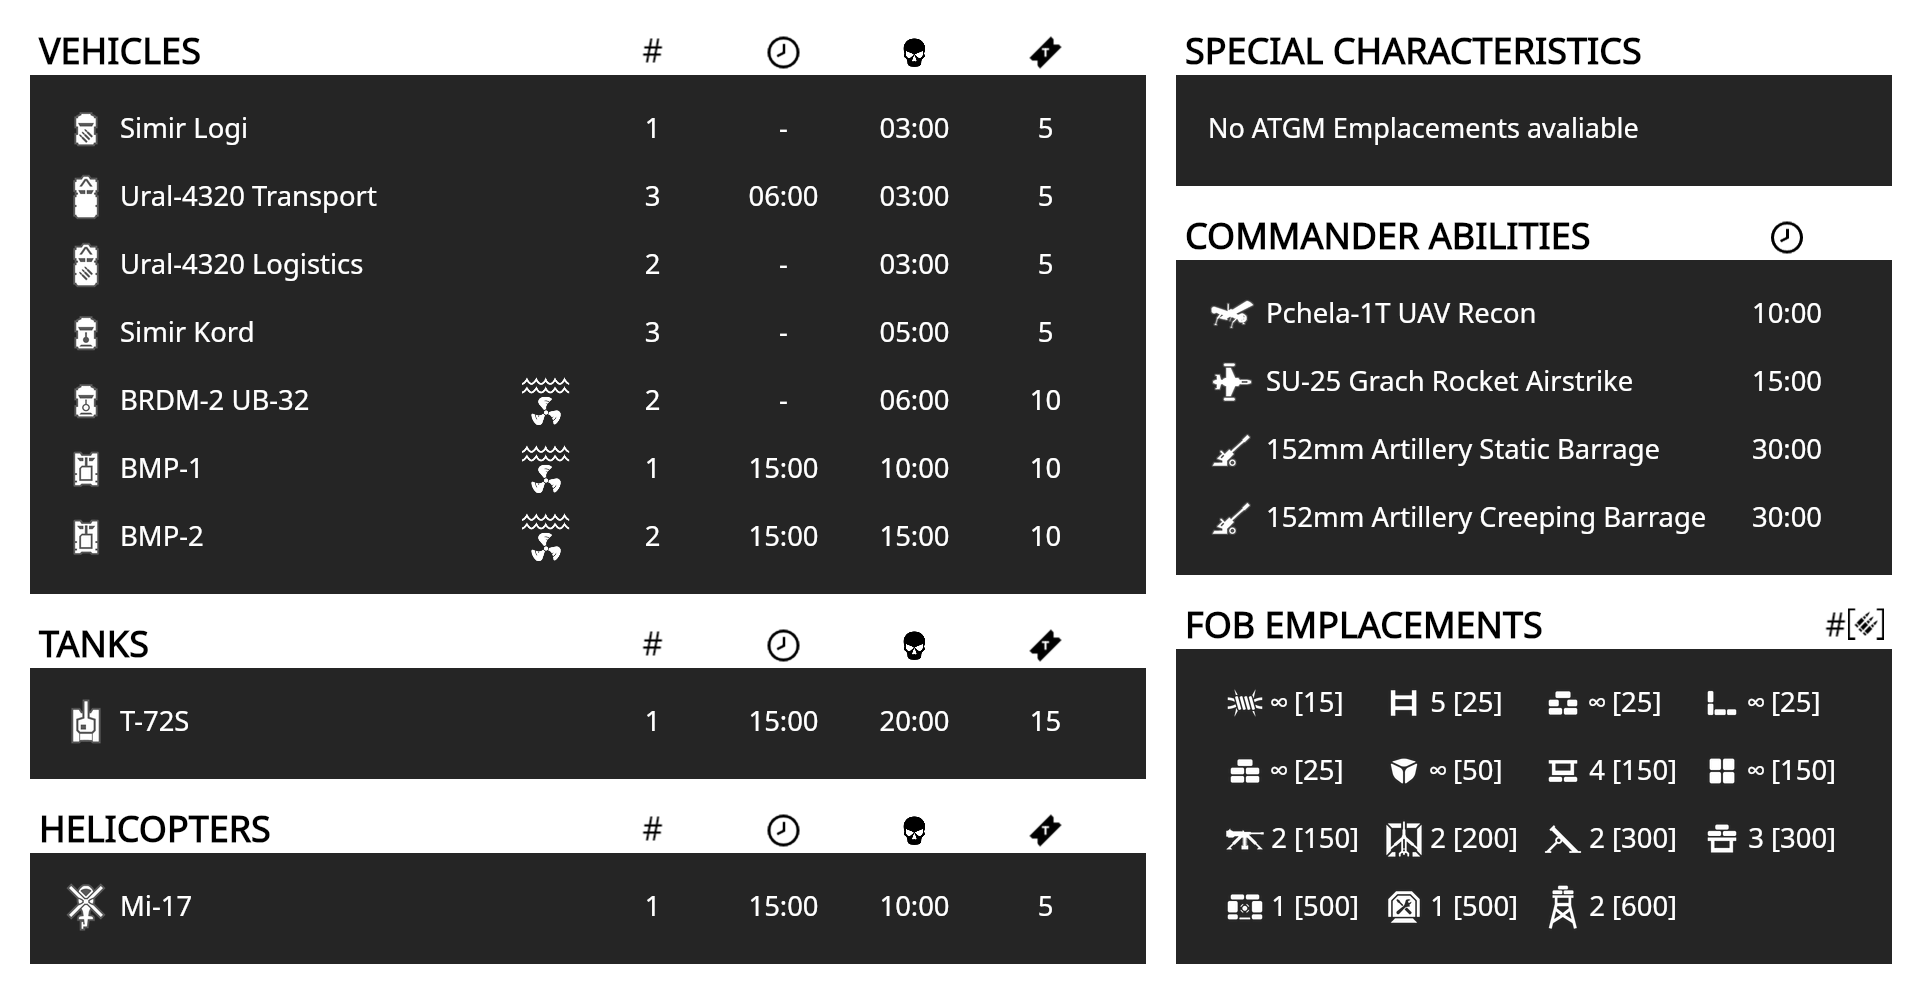 VEHICLES #
Simir Logi 1 - 03:00 5
Ural-4320 Transport 3 06:00 03:00 5
Ural-4320 Logistics 2 - 03:00 5
Simir Kord 3 - 05:00 5
BRDM-2 UB-32 2 - 06:00 10
BMP-1 1 15:00 10:00 10
BMP-2 2 15:00 15:00 10
TANKS #
T-72S 1 15:00 20:00 15
HELICOPTERS #
Mi-17 1 15:00 10:00 5
SPECIAL CHARACTERISTICS
No ATGM Emplacements avaliable
COMMANDER ABILITIES
Pchela-1T UAV Recon 10:00
SU-25 Grach Rocket Airstrike 15:00
152mm Artillery Static Barrage 30:00
152mm Artillery Creeping Barrage 30:00
FOB EMPLACEMENTS #[]
∞ [15] 5 [25] ∞ [25] ∞ [25]
∞ [25] ∞ [50] 4 [150] ∞ [150]
2 [150] 2 [200] 2 [300] 3 [300]
1 [500] 1 [500] 2 [600]